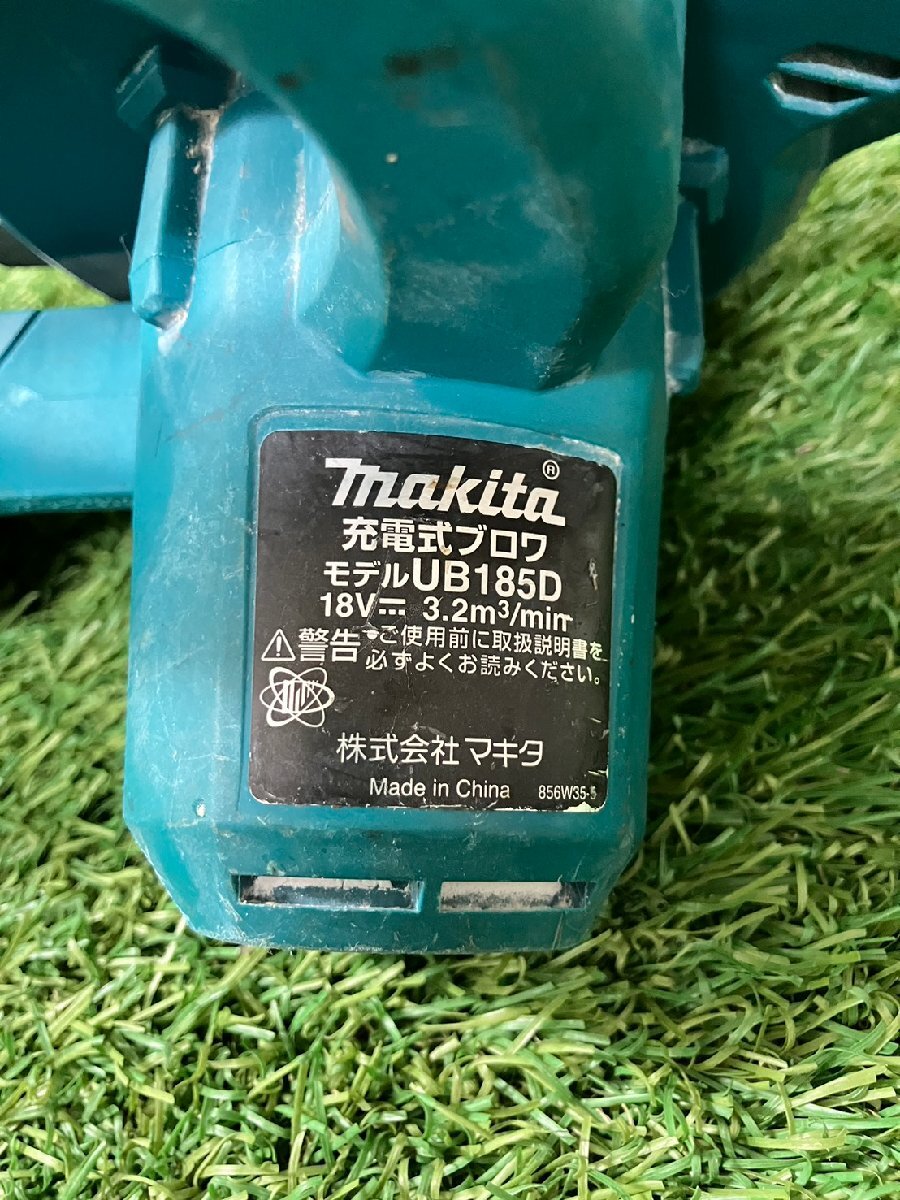 makita®
充電式ブロワ
モデルUB185D
18V⎓ 3.2m³/min
⚠警告 •ご使用前に取扱説明書を
必ずよくお読みください。
株式会社 マキタ
Made in China 856W35-5